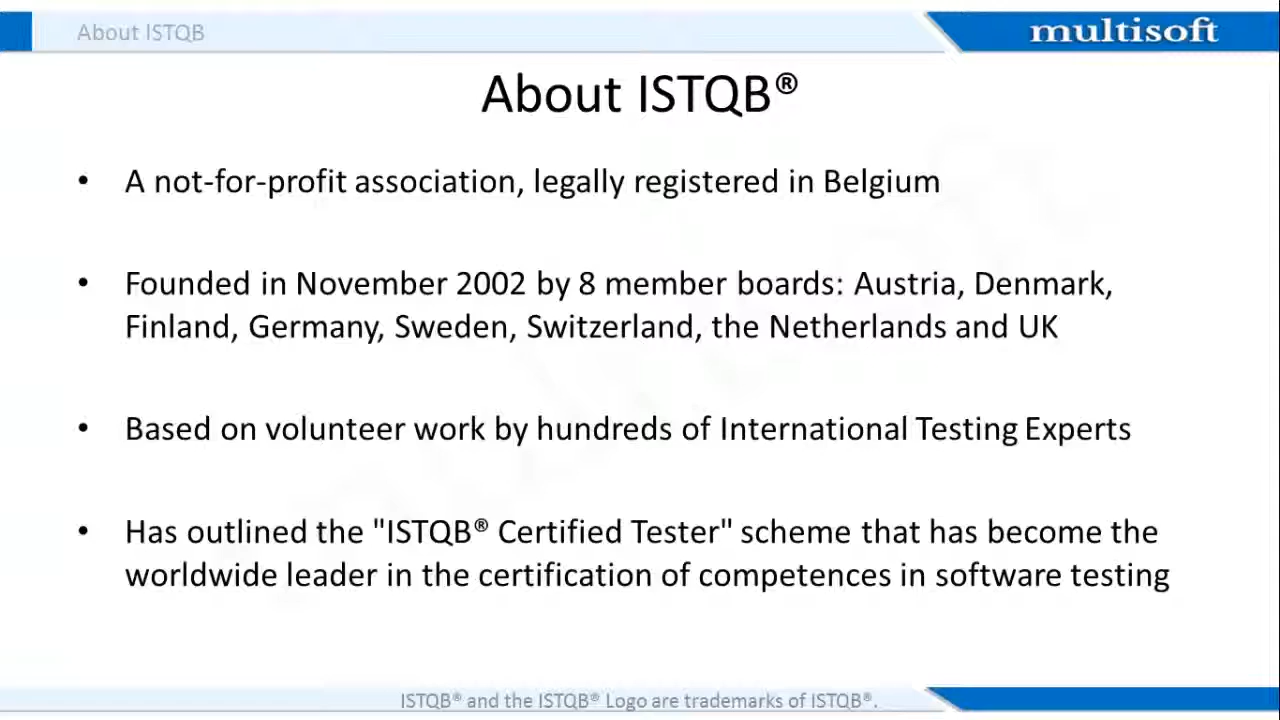 About ISTQB
multisoft
About ISTQB®
• A not-for-profit association, legally registered in Belgium
• Founded in November 2002 by 8 member boards: Austria, Denmark,
Finland, Germany, Sweden, Switzerland, the Netherlands and UK
• Based on volunteer work by hundreds of International Testing Experts
• Has outlined the "ISTQB® Certified Tester" scheme that has become the
worldwide leader in the certification of competences in software testing
ISTQB® and the ISTQB® Logo are trademarks of ISTQB®.